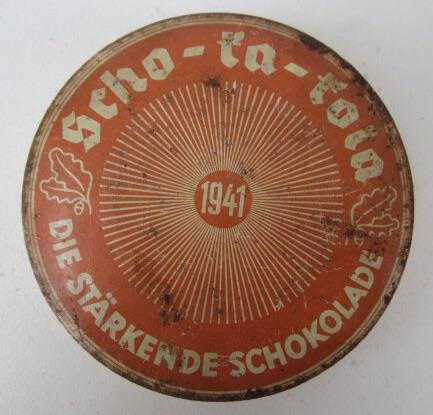 Scho-ka-kola
1941
DIE STÄRKENDE SCHOKOLADE